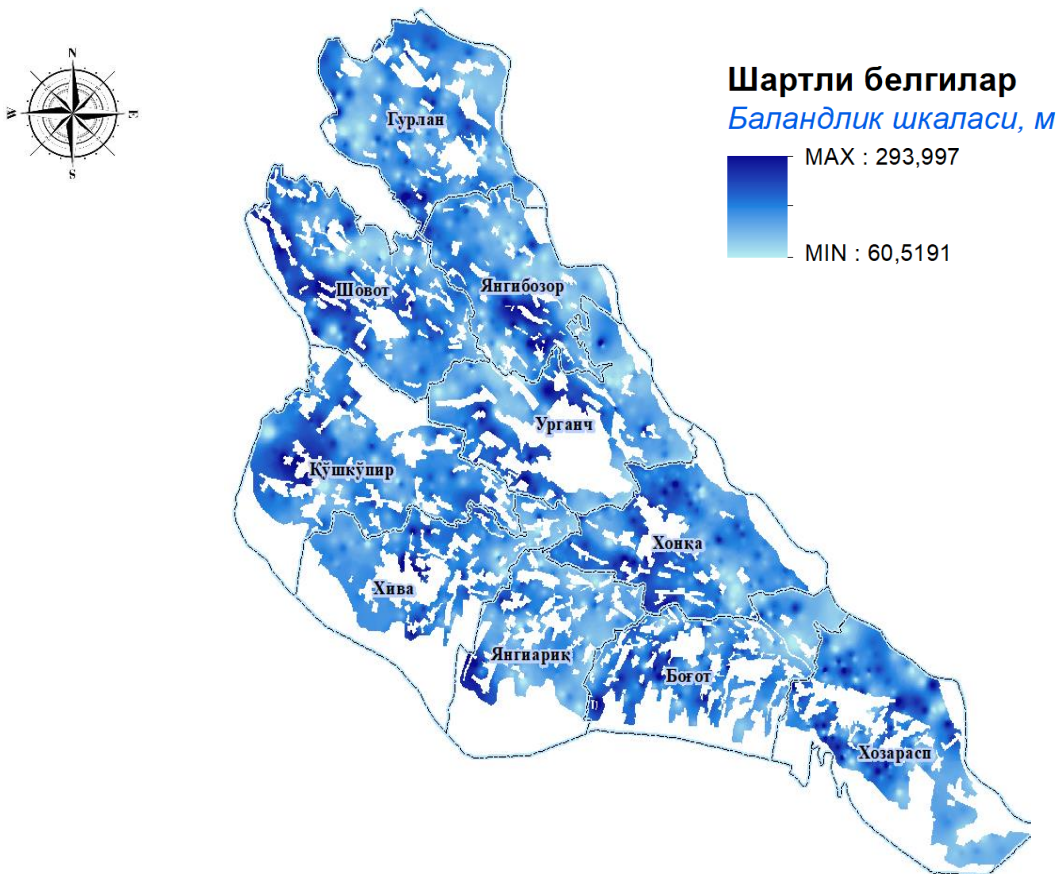 N
W
E
S
Шартли белгилар
Баландлик шкаласи, м
MAX : 293,997
MIN : 60,5191
Гурлан
Янгибозор
Шовот
Урганч
Қўшкўпир
Хонқа
Хива
Янгиариқ
Боғот
Хозарасп